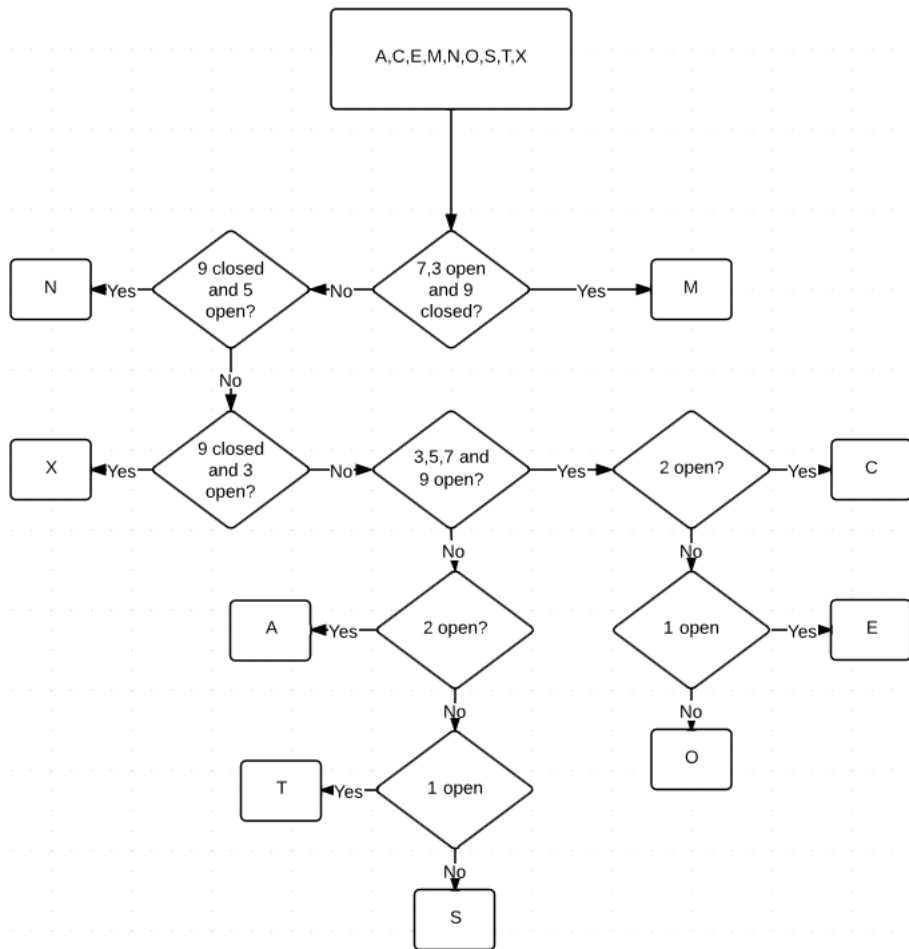 A,C,E,M,N,O,S,T,X
N
Yes
9 closed
and 5
open?
No
7,3 open
and 9
closed?
Yes
M
No
X
Yes
9 closed
and 3
open?
No
3,5,7 and
9 open?
Yes
2 open?
Yes
C
No
No
A
Yes
2 open?
1 open
Yes
E
No
No
O
T
Yes
1 open
No
S